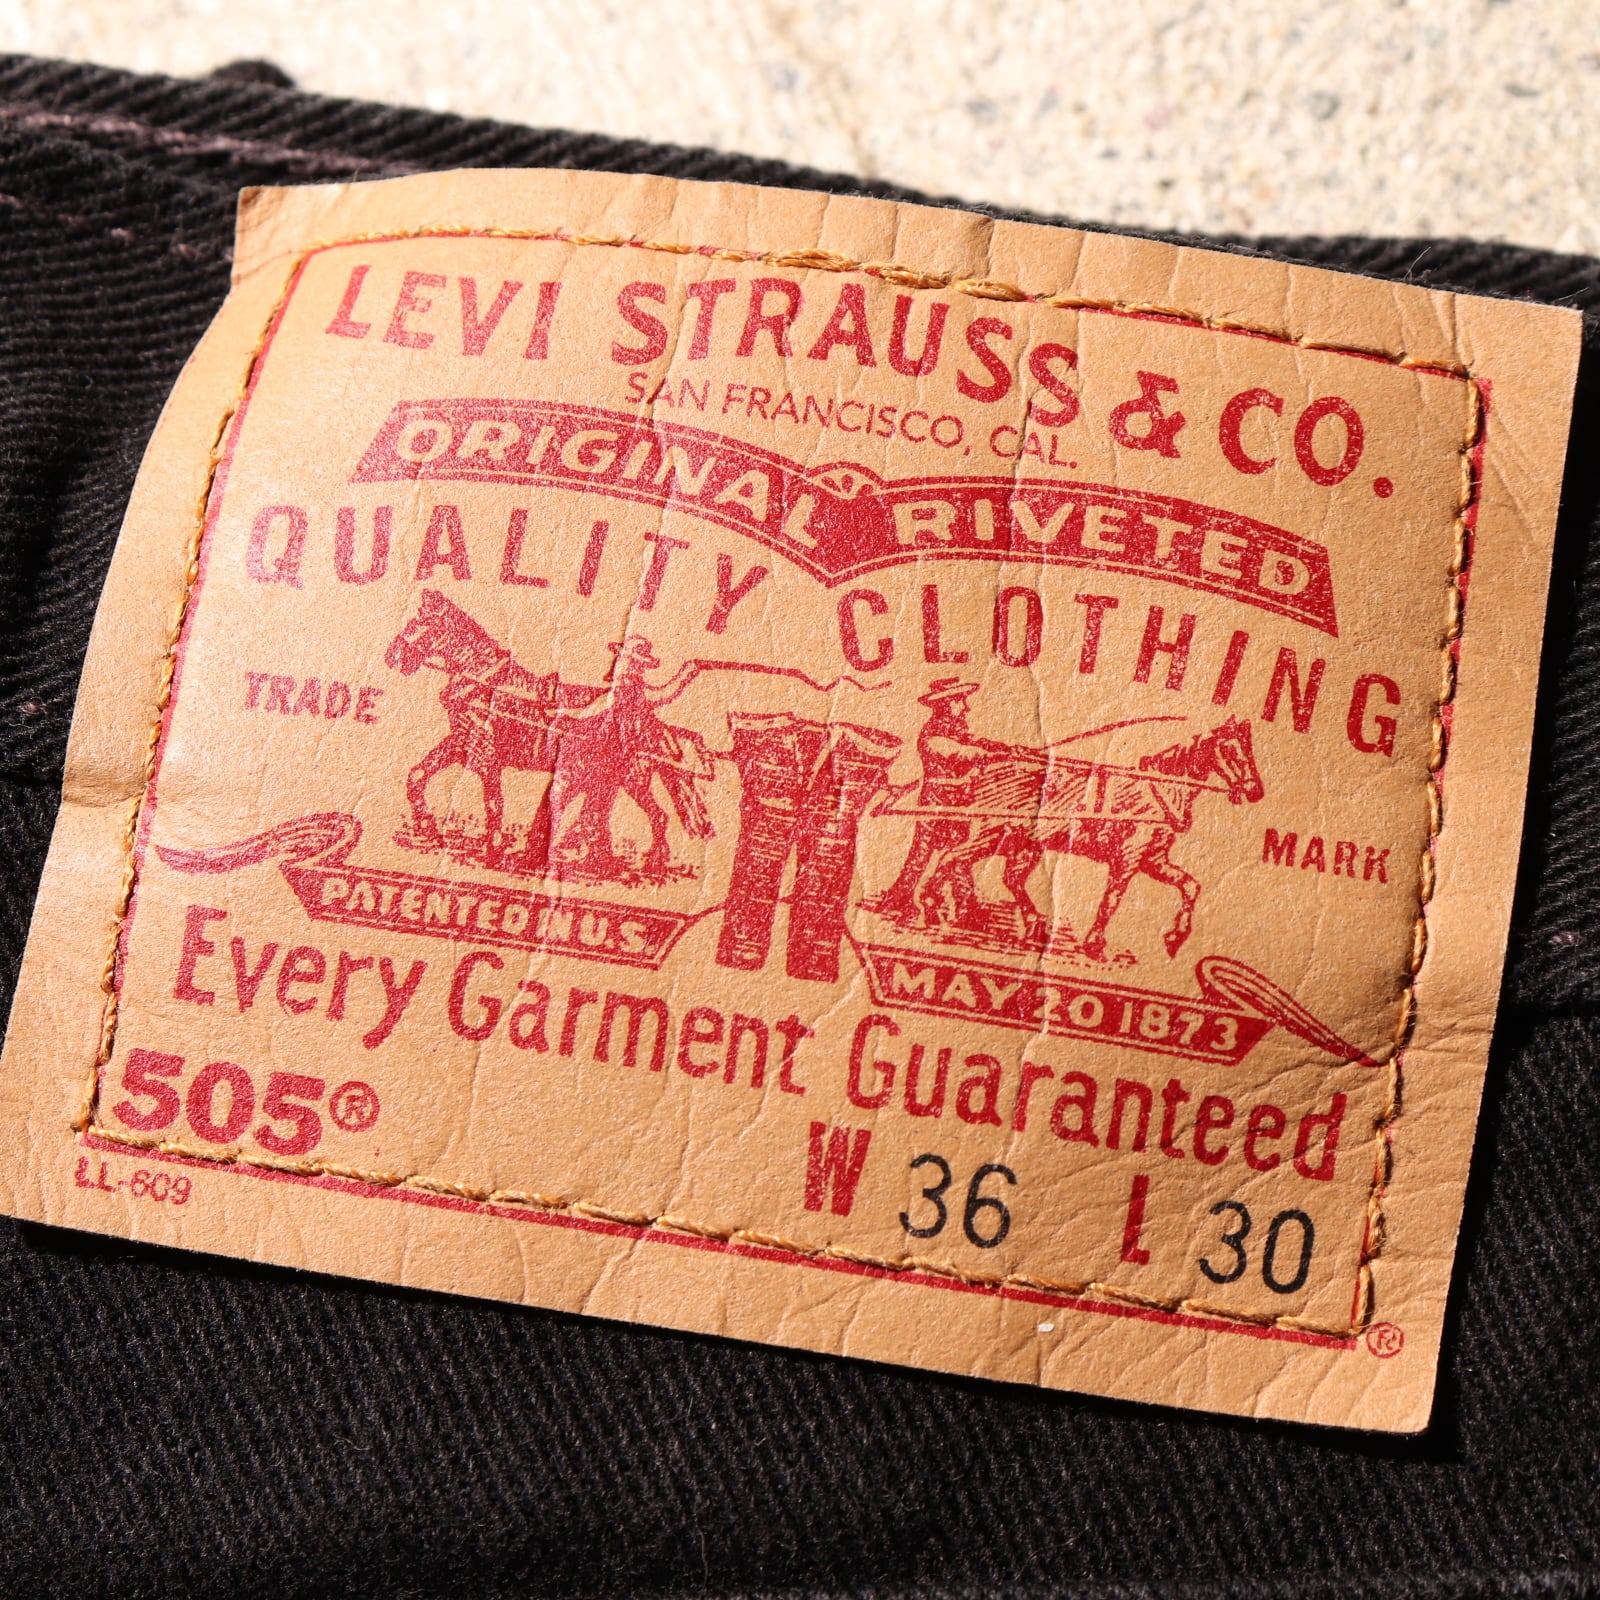 LEVI STRAUSS & CO.
SAN FRANCISCO, CAL.
ORIGINAL RIVETED
QUALITY CLOTHING
TRADE MARK
PATENTED IN U.S. MAY 20 1873
Every Garment Guaranteed
505®
W 36 L 30
LL-609
®